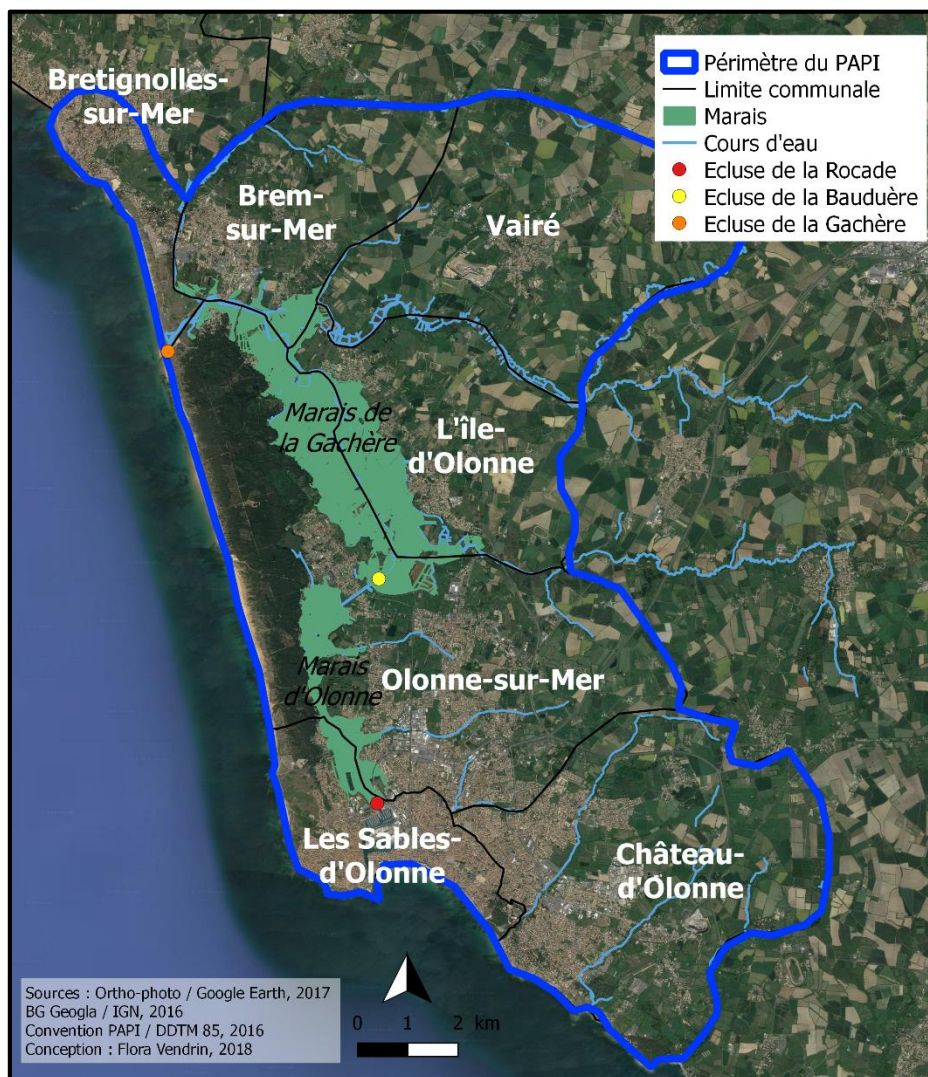 Bretignolles-
sur-Mer
Périmètre du PAPI
Limite communale
Marais
Cours d'eau
Ecluse de la Rocade
Ecluse de la Bauduère
Ecluse de la Gachère
Brem-
sur-Mer
Vairé
Marais de
la Gachère
L'île-
d'Olonne
Marais
d'Olonne
Olonne-sur-Mer
Les Sables-
d'Olonne
Château-
d'Olonne
Sources : Ortho-photo / Google Earth, 2017
BG Geogla / IGN, 2016
Convention PAPI / DDTM 85, 2016
Conception : Flora Vendrin, 2018
0 1 2 km